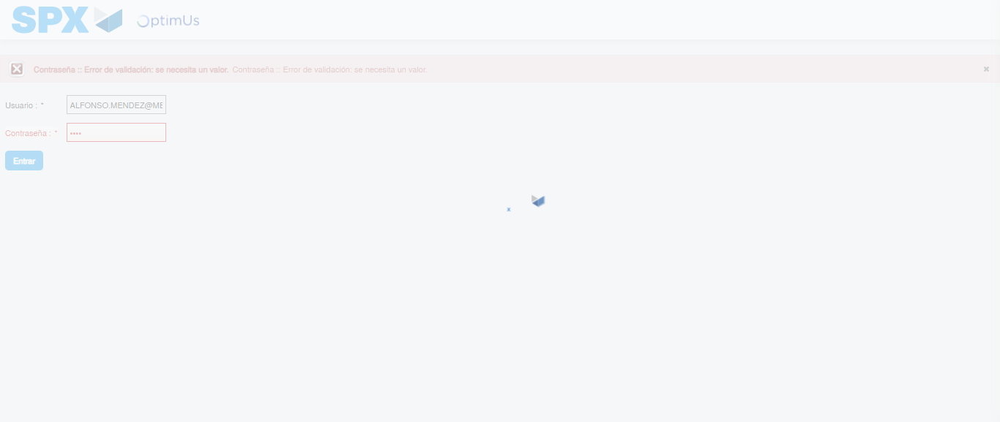 SPX OptimUs
Contraseña :: Error de validación: se necesita un valor. Contraseña :: Error de validación: se necesita un valor.
Usuario : * ALFONSO.MENDEZ@ME
Contraseña : * ••••
Entrar